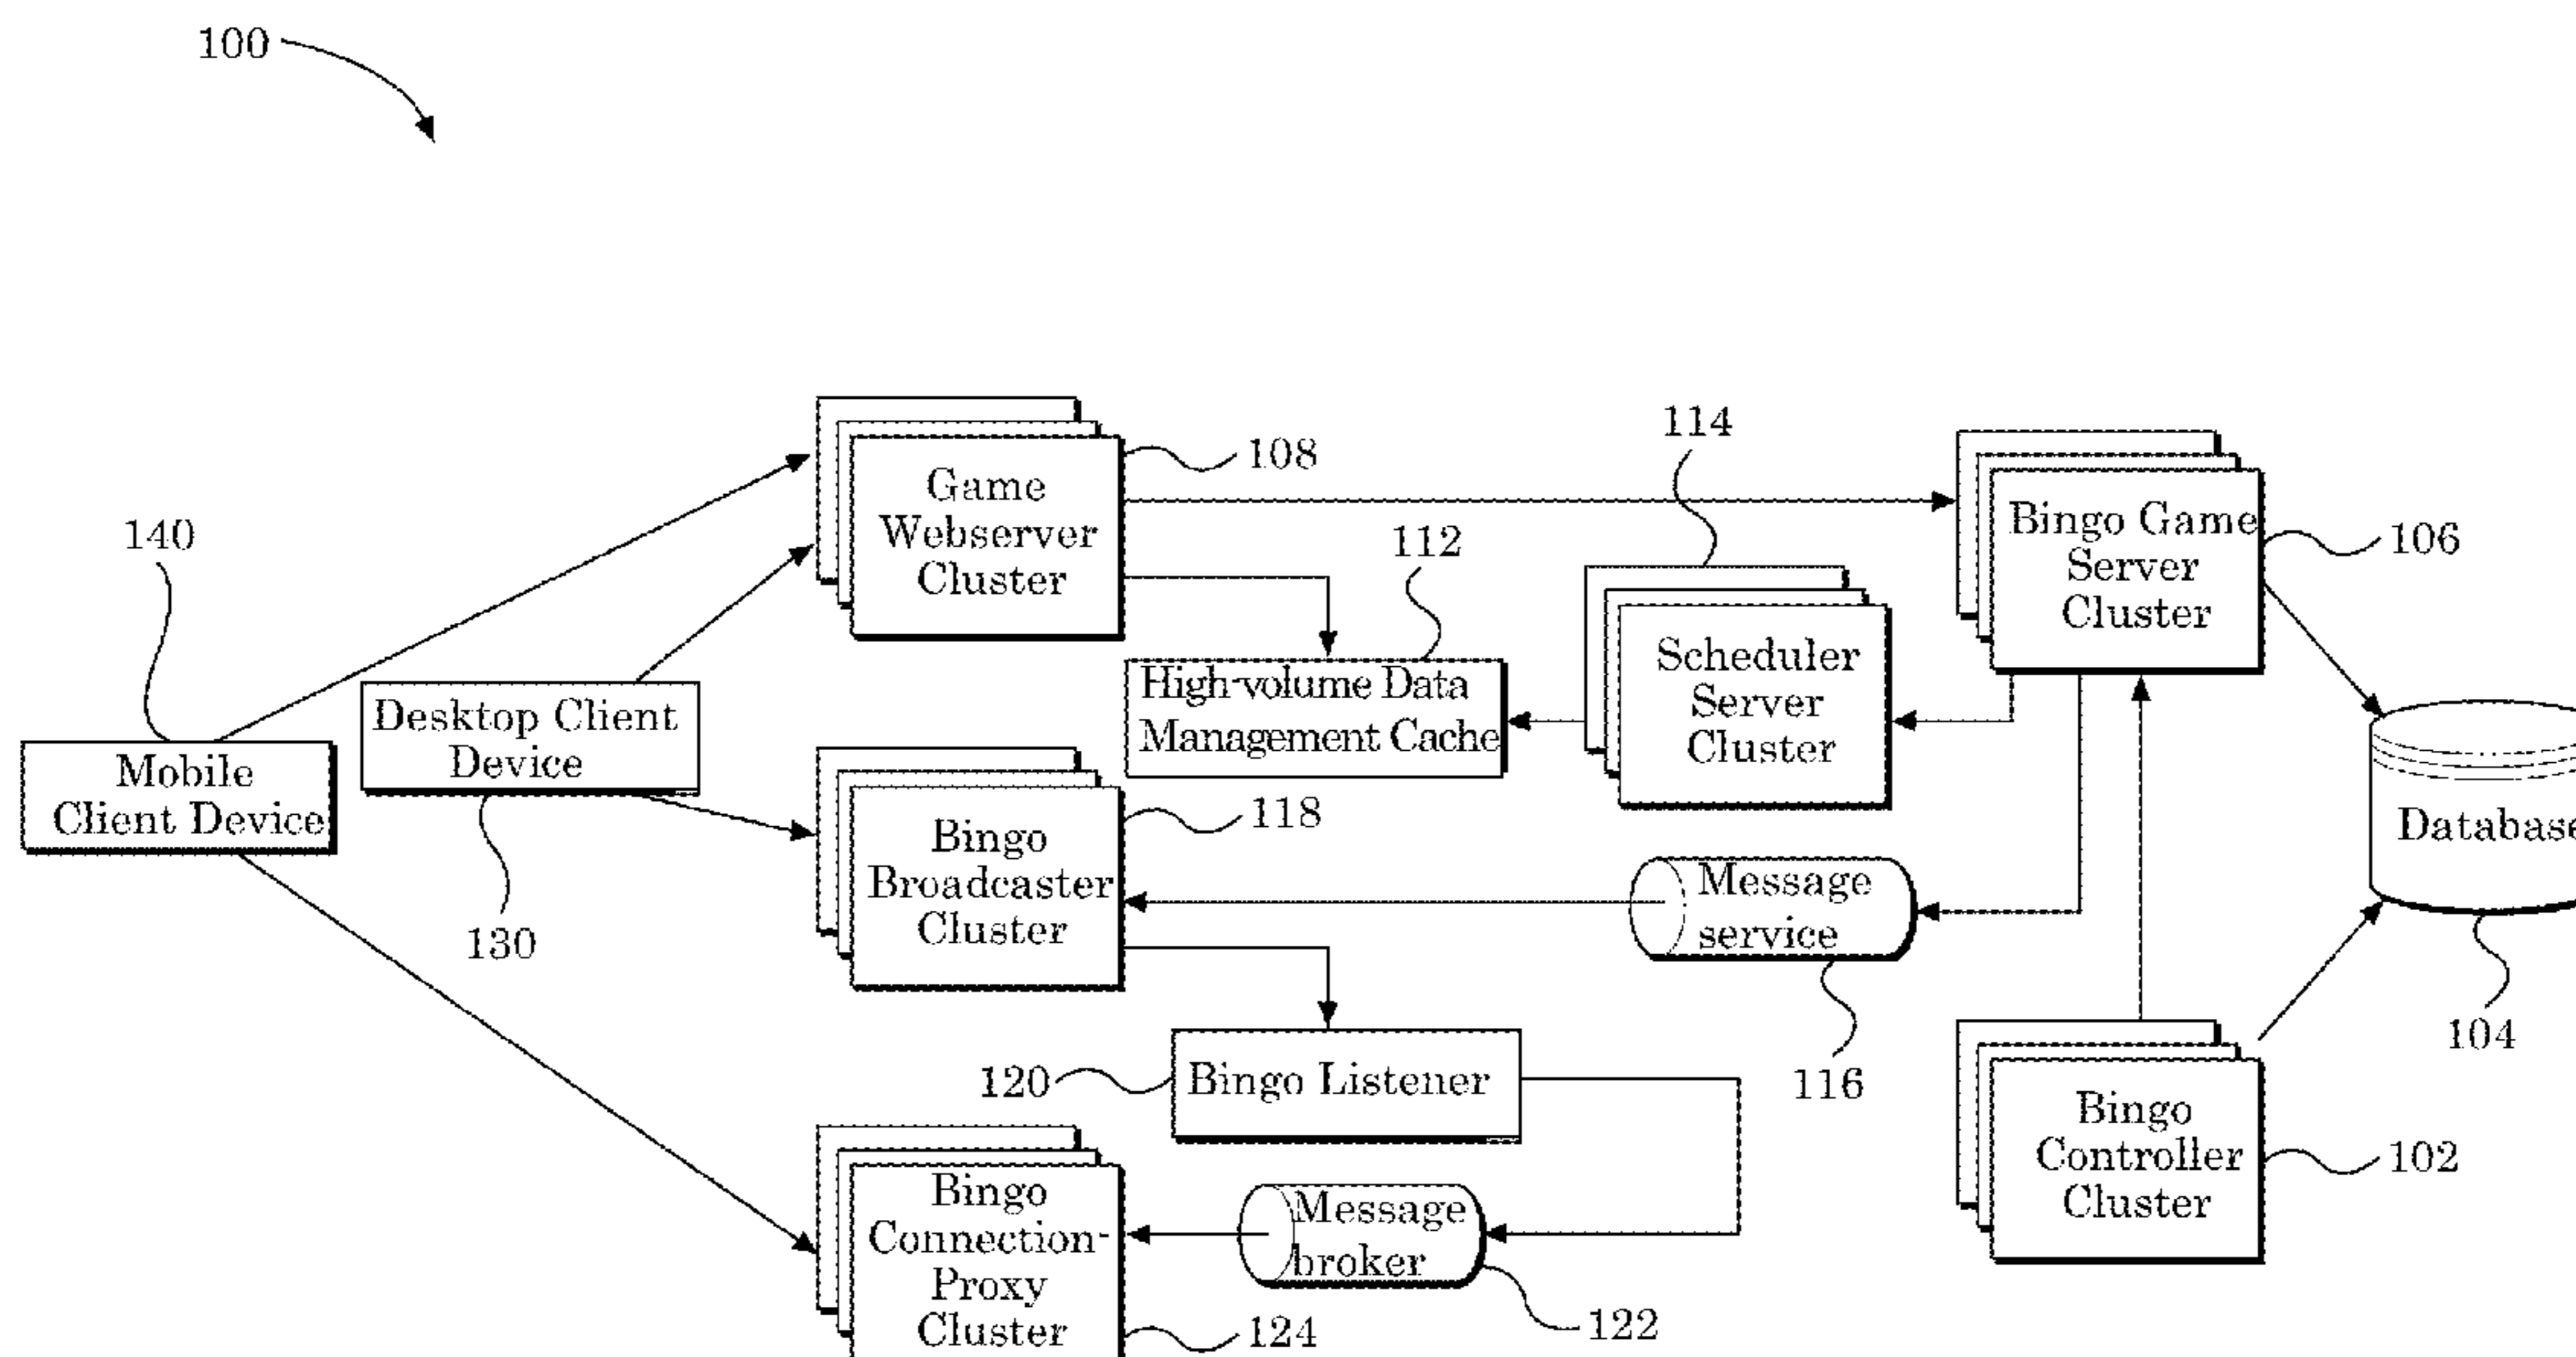 100
114
Game
Webserver
Cluster
108
Bingo Game
Server
Cluster
106
140
112
High-volume Data
Management Cache
Scheduler
Server
Cluster
Desktop Client
Device
130
Mobile
Client Device
Bingo
Broadcaster
Cluster
118
Message
service
116
Database
104
120
Bingo Listener
Bingo
Controller
Cluster
102
Bingo
Connection-
Proxy
Cluster
124
Message
broker
122